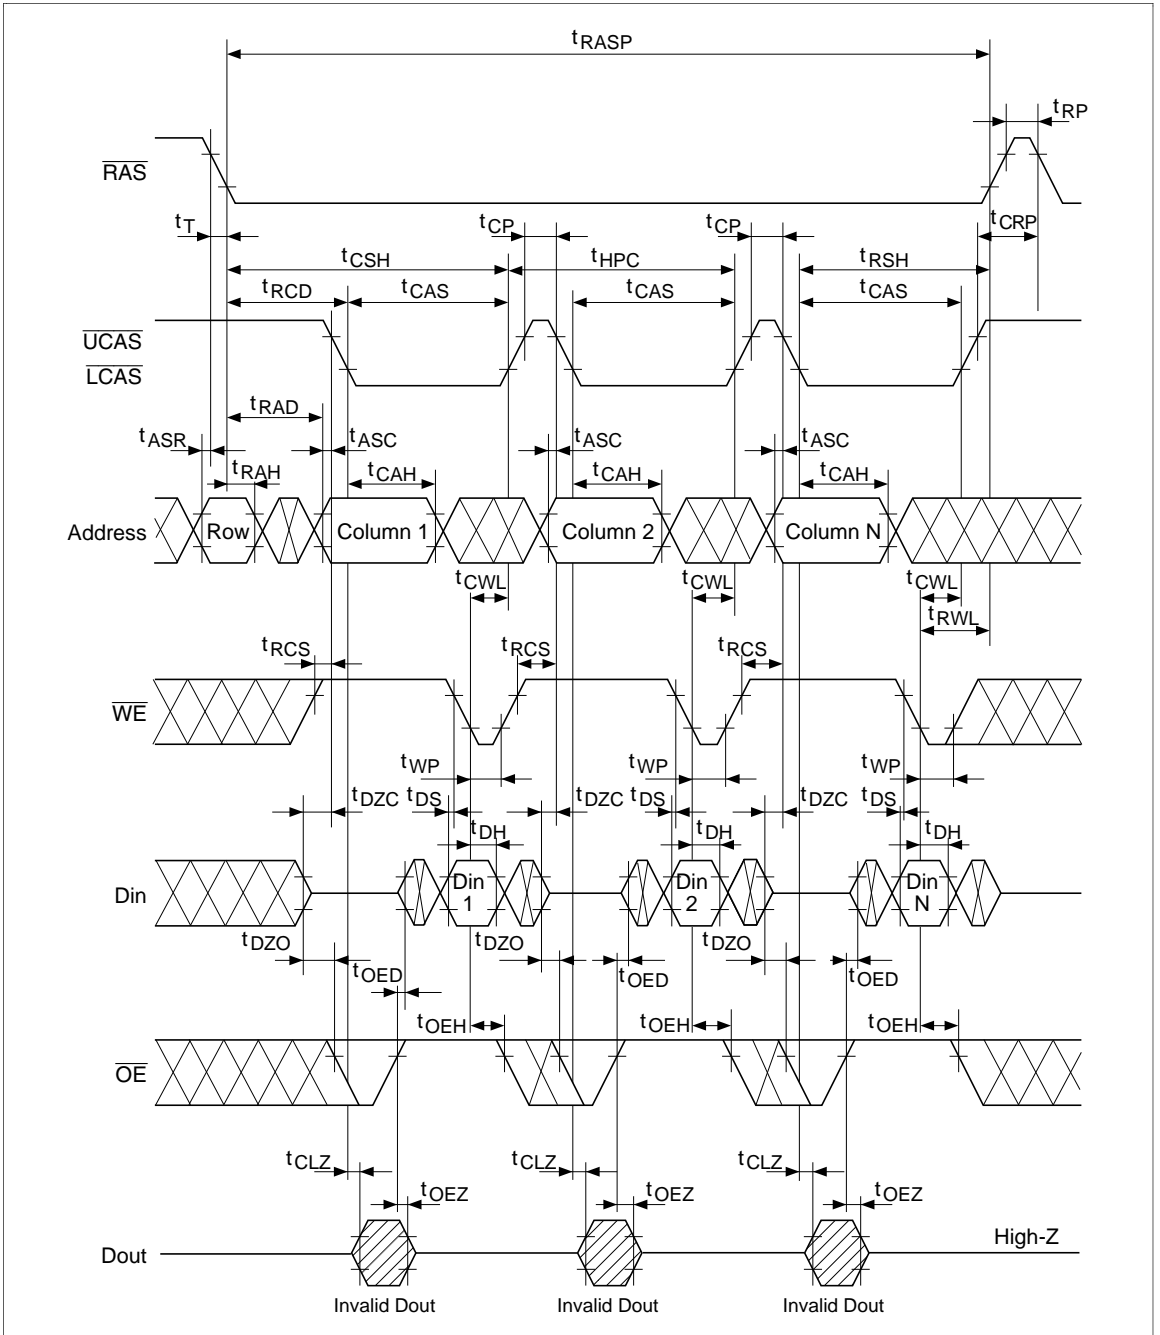 tRASP
tRP
RAS
tT tCP tCP tCRP
tCSH tHPC tRSH
tRCD tCAS tCAS tCAS
UCAS
LCAS
tRAD
tASR tASC tASC tASC
tRAH tCAH tCAH tCAH
Address Row Column 1 Column 2 Column N
tCWL tCWL tCWL
tRWL
tRCS tRCS tRCS
WE
tWP tWP tWP
tDZC tDS tDZC tDS tDZC tDS
tDH tDH tDH
Din Din 1 Din 2 Din N
tDZO tDZO tDZO
tOED tOED tOED
tOEH tOEH tOEH
OE
tCLZ tCLZ tCLZ
tOEZ tOEZ tOEZ
Dout High-Z
Invalid Dout Invalid Dout Invalid Dout